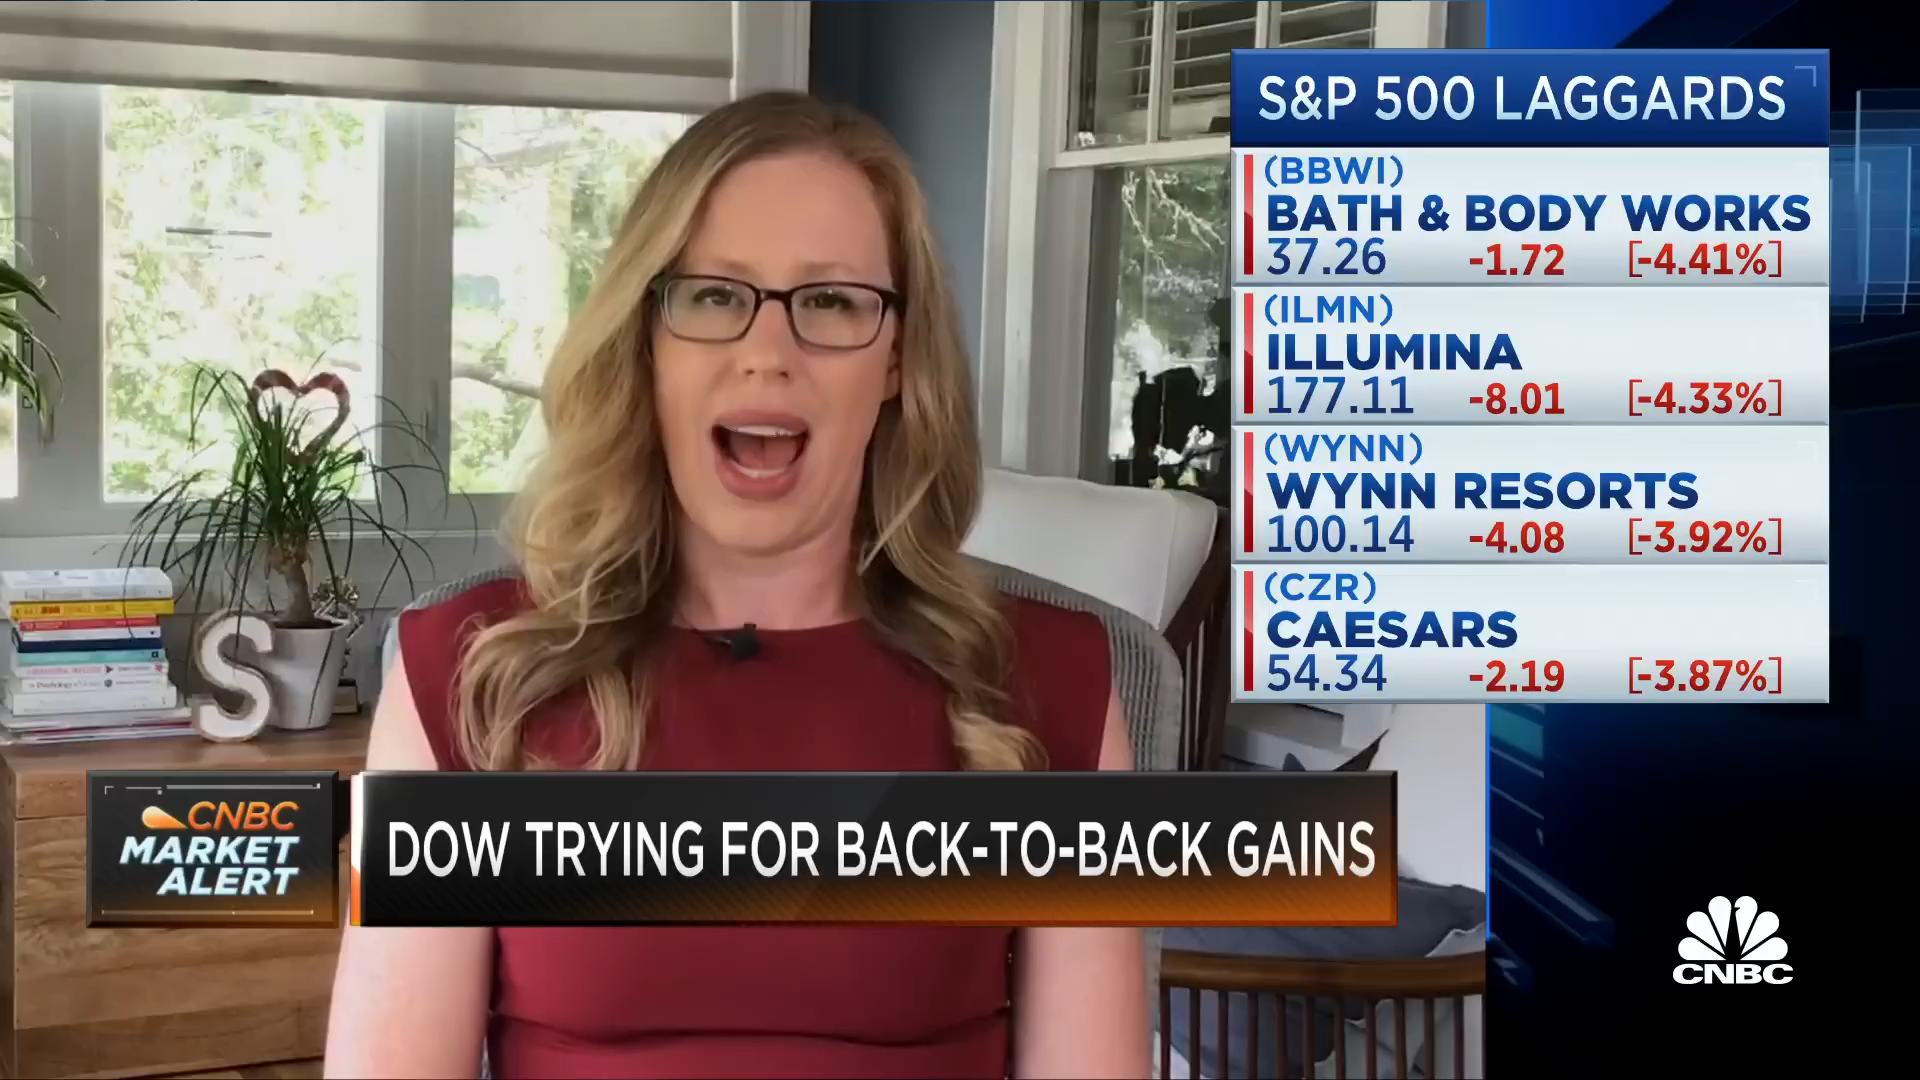 S&P 500 LAGGARDS
(BBWI)
BATH & BODY WORKS
37.26 -1.72 [-4.41%]
(ILMN)
ILLUMINA
177.11 -8.01 [-4.33%]
(WYNN)
WYNN RESORTS
100.14 -4.08 [-3.92%]
(CZR)
CAESARS
54.34 -2.19 [-3.87%]
S
CNBC
MARKET
ALERT
DOW TRYING FOR BACK-TO-BACK GAINS
CNBC